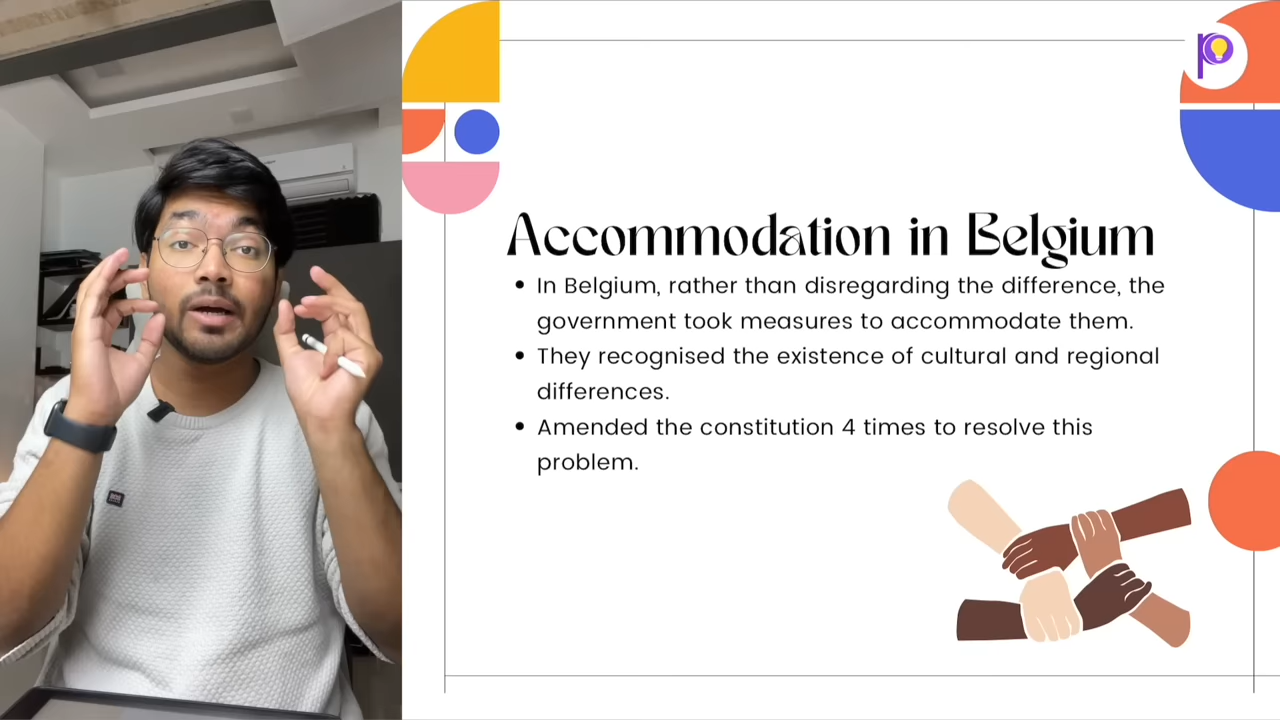 Accommodation in Belgium
• In Belgium, rather than disregarding the difference, the
government took measures to accommodate them.
• They recognised the existence of cultural and regional
differences.
• Amended the constitution 4 times to resolve this
problem.